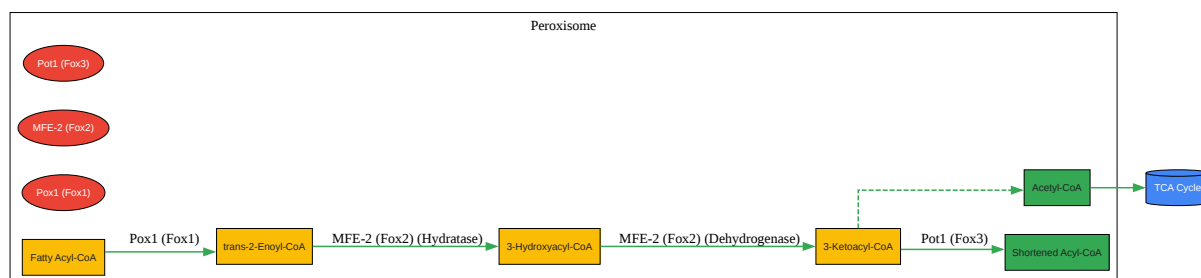 Peroxisome
Pot1 (Fox3)
MFE-2 (Fox2)
Pox1 (Fox1)
Acetyl-CoA
TCA Cycle
Fatty Acyl-CoA
Pox1 (Fox1)
trans-2-Enoyl-CoA
MFE-2 (Fox2) (Hydratase)
3-Hydroxyacyl-CoA
MFE-2 (Fox2) (Dehydrogenase)
3-Ketoacyl-CoA
Pot1 (Fox3)
Shortened Acyl-CoA